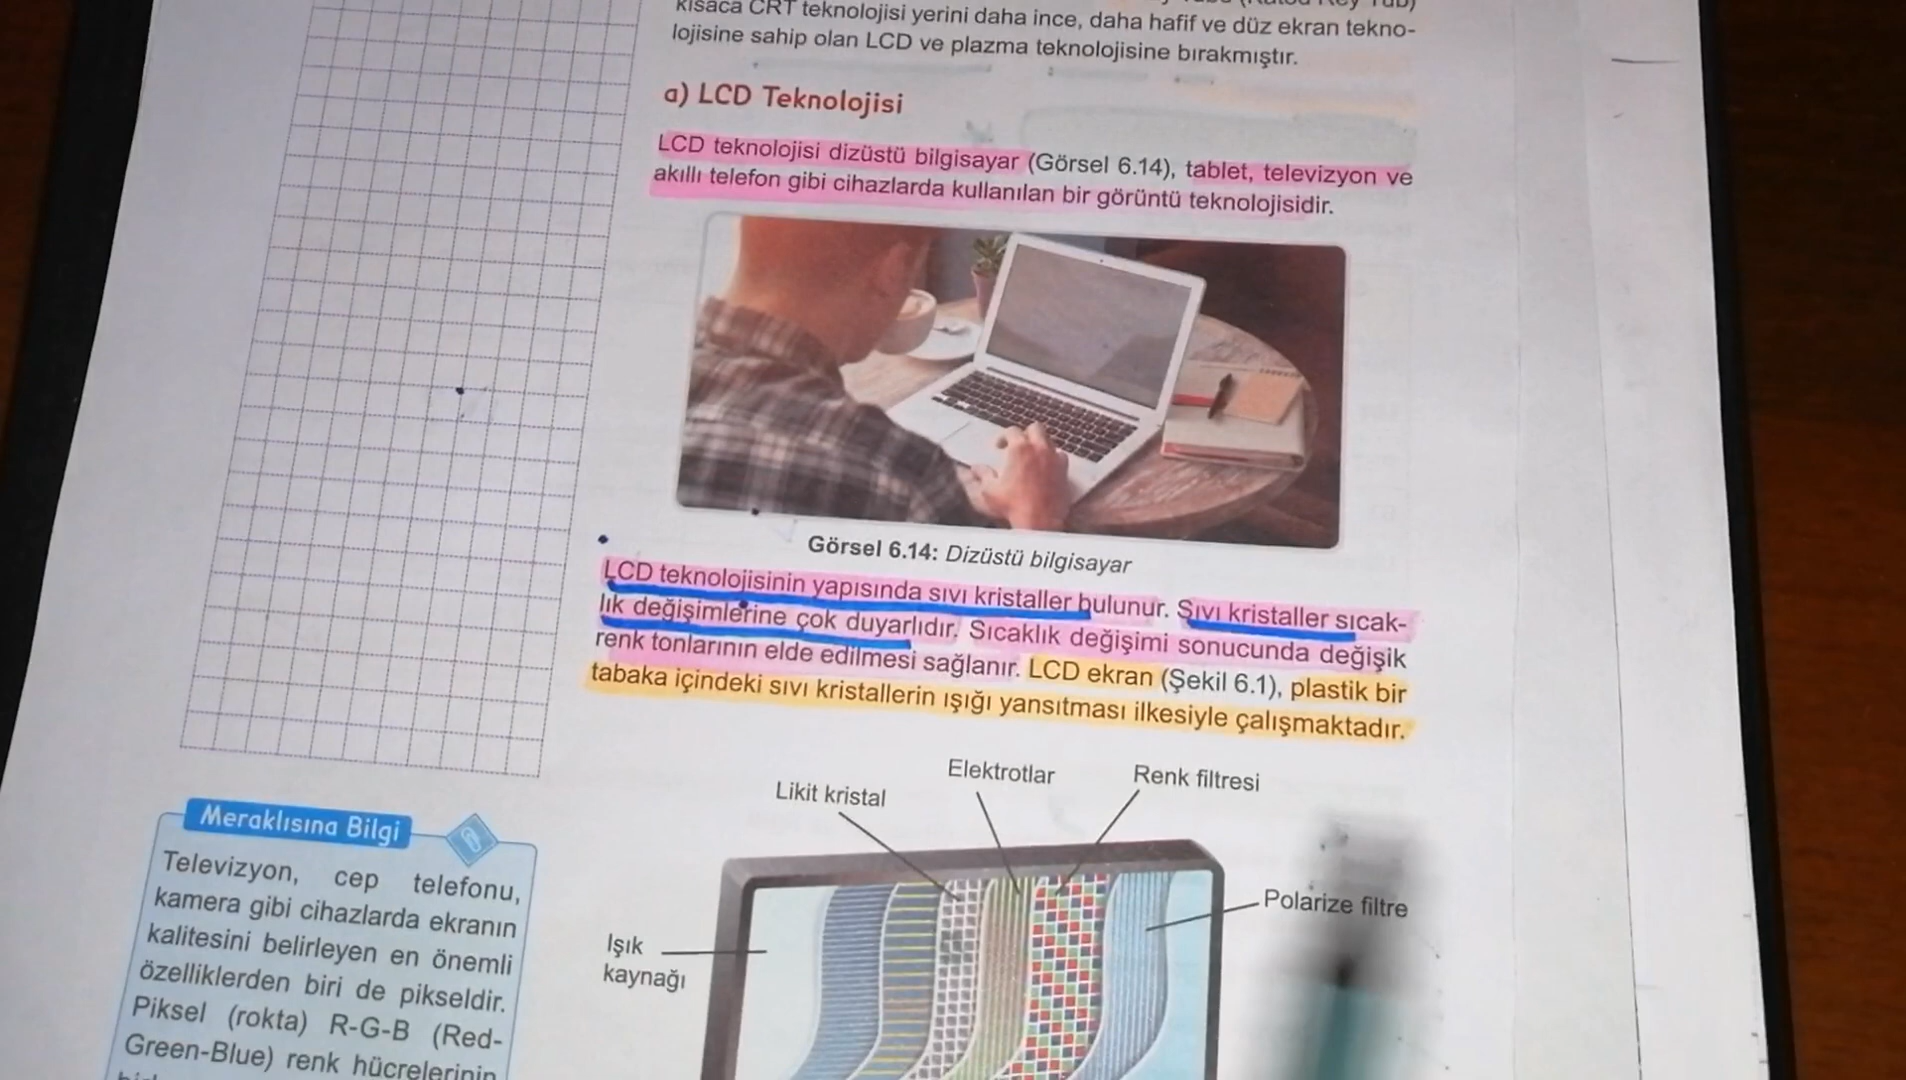 kısaca CRT teknolojisi yerini daha ince, daha hafif ve düz ekran tekno-
lojisine sahip olan LCD ve plazma teknolojisine bırakmıştır.
a) LCD Teknolojisi
LCD teknolojisi dizüstü bilgisayar (Görsel 6.14), tablet, televizyon ve
akıllı telefon gibi cihazlarda kullanılan bir görüntü teknolojisidir.
Görsel 6.14: Dizüstü bilgisayar
LCD teknolojisinin yapısında sıvı kristaller bulunur. Sıvı kristaller sıcak-
lık değişimlerine çok duyarlıdır. Sıcaklık değişimi sonucunda değişik
renk tonlarının elde edilmesi sağlanır. LCD ekran (Şekil 6.1), plastik bir
tabaka içindeki sıvı kristallerin ışığı yansıtması ilkesiyle çalışmaktadır.
Likit kristal
Elektrotlar
Renk filtresi
Polarize filtre
Işık
kaynağı
Meraklısına Bilgi
Televizyon, cep telefonu,
kamera gibi cihazlarda ekranın
kalitesini belirleyen en önemli
özelliklerden biri de pikseldir.
Piksel (rokta) R-G-B (Red-
Green-Blue) renk hücrelerinin